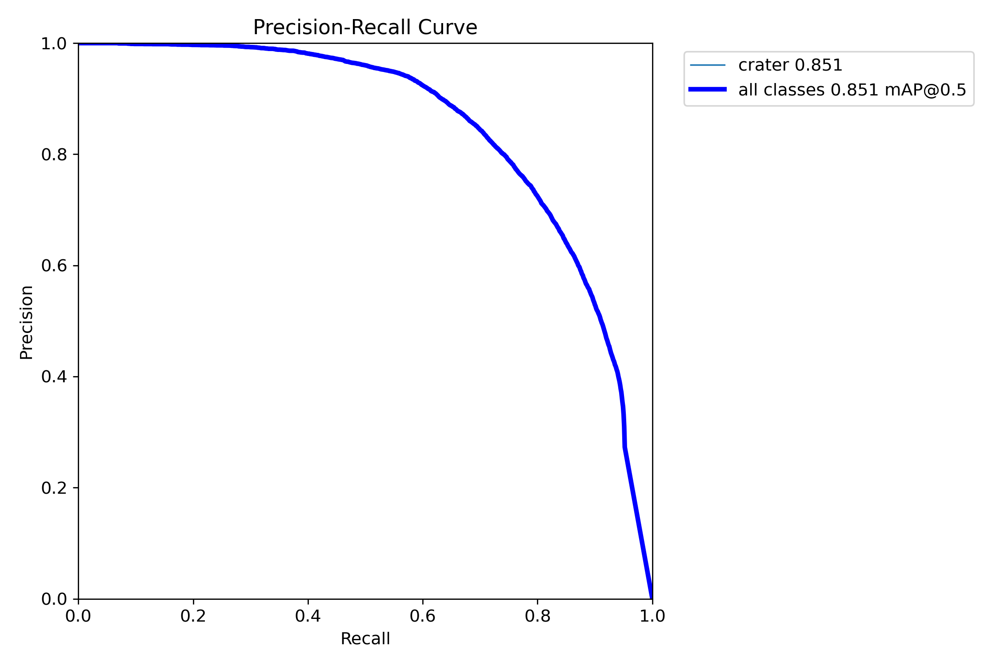 Precision-Recall Curve
1.0
0.8
0.6
0.4
0.2
0.0
Precision
0.0 0.2 0.4 0.6 0.8 1.0
Recall
crater 0.851
all classes 0.851 mAP@0.5